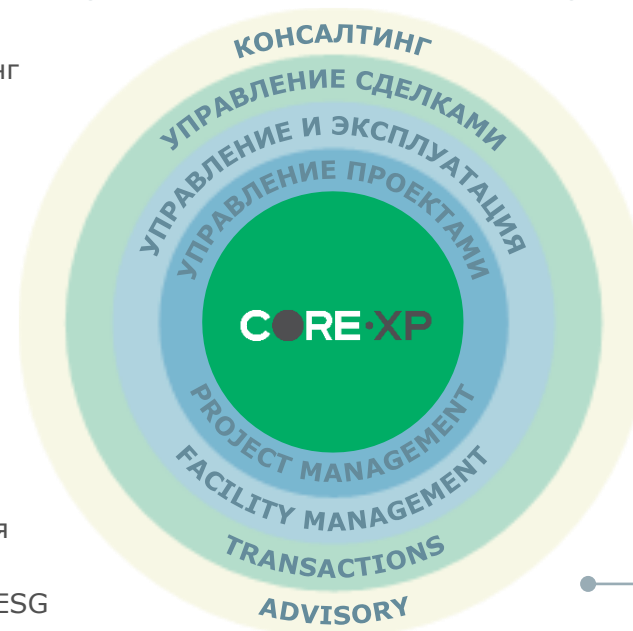 КОНСАЛТИНГ
УПРАВЛЕНИЕ СДЕЛКАМИ
УПРАВЛЕНИЕ И ЭКСПЛУАТАЦИЯ
УПРАВЛЕНИЕ ПРОЕКТАМИ
CORE·XP
PROJECT MANAGEMENT
FACILITY MANAGEMENT
TRANSACTIONS
ADVISORY
ESG